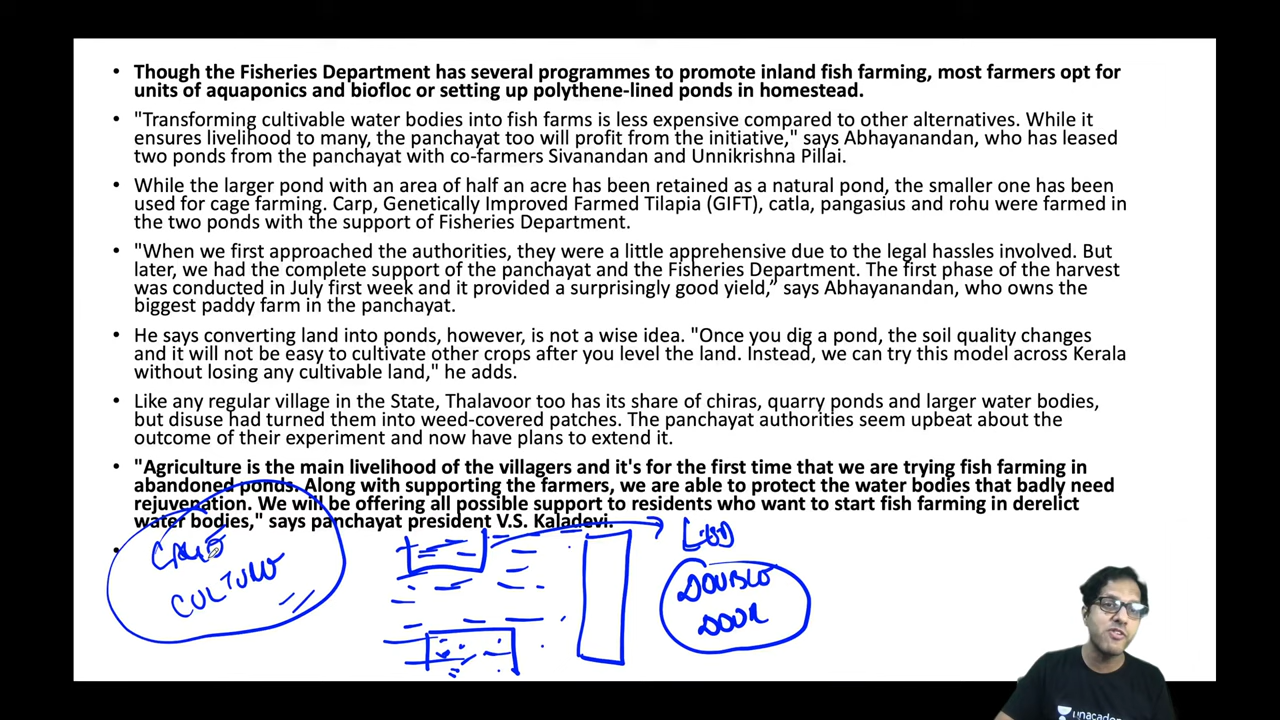 • Though the Fisheries Department has several programmes to promote inland fish farming, most farmers opt for
units of aquaponics and biofloc or setting up polythene-lined ponds in homestead.
• "Transforming cultivable water bodies into fish farms is less expensive compared to other alternatives. While it
ensures livelihood to many, the panchayat too will profit from the initiative," says Abhayanandan, who has leased
two ponds from the panchayat with co-farmers Sivanandan and Unnikrishna Pillai.
• While the larger pond with an area of half an acre has been retained as a natural pond, the smaller one has been
used for cage farming. Carp, Genetically Improved Farmed Tilapia (GIFT), catla, pangasius and rohu were farmed in
the two ponds with the support of Fisheries Department.
• "When we first approached the authorities, they were a little apprehensive due to the legal hassles involved. But
later, we had the complete support of the panchayat and the Fisheries Department. The first phase of the harvest
was conducted in July first week and it provided a surprisingly good yield,” says Abhayanandan, who owns the
biggest paddy farm in the panchayat.
• He says converting land into ponds, however, is not a wise idea. "Once you dig a pond, the soil quality changes
and it will not be easy to cultivate other crops after you level the land. Instead, we can try this model across Kerala
without losing any cultivable land," he adds.
• Like any regular village in the State, Thalavoor too has its share of chiras, quarry ponds and larger water bodies,
but disuse had turned them into weed-covered patches. The panchayat authorities seem upbeat about the
outcome of their experiment and now have plans to extend it.
• "Agriculture is the main livelihood of the villagers and it's for the first time that we are trying fish farming in
abandoned ponds. Along with supporting the farmers, we are able to protect the water bodies that badly need
rejuvenation. We will be offering all possible support to residents who want to start fish farming in derelict
water bodies," says panchayat president V.S. Kaladevi.
CAGE
CULTURE
DOUBLE
DOOR